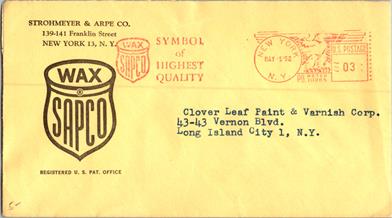 STROHMEYER & ARPE CO.
139-141 Franklin Street
NEW YORK 13, N.Y.
WAX
SAPCO
SYMBOL
of
HIGHEST
QUALITY
NEW YORK
N.Y.
U.S. POSTAGE
03
WAX
®
SAPCO
REGISTERED U. S. PAT. OFFICE
Clover Leaf Paint & Varnish Corp.
43-43 Vernon Blvd.
Long Island City 1, N.Y.